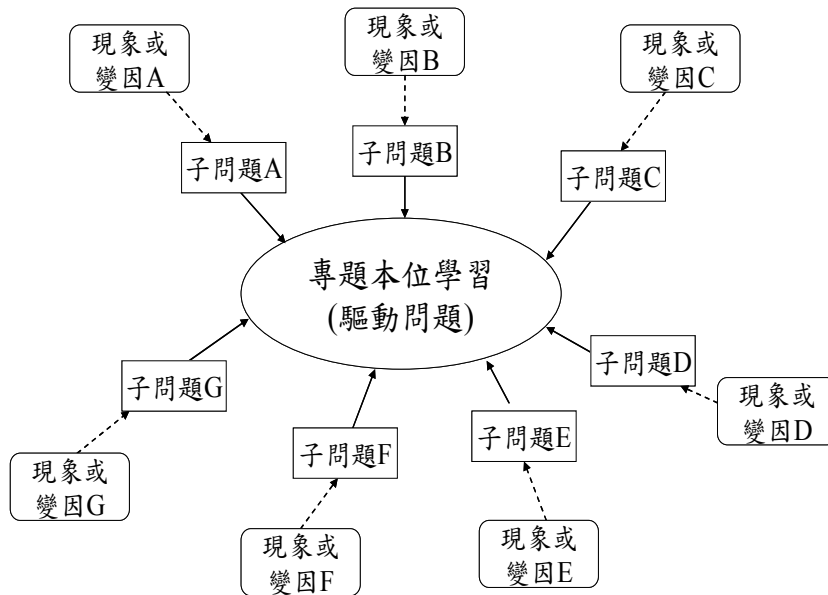 現象或
變因A
現象或
變因B
現象或
變因C
子問題A
子問題B
子問題C
專題本位學習
(驅動問題)
子問題G
子問題D
現象或
變因G
子問題F
子問題E
現象或
變因D
現象或
變因F
現象或
變因E